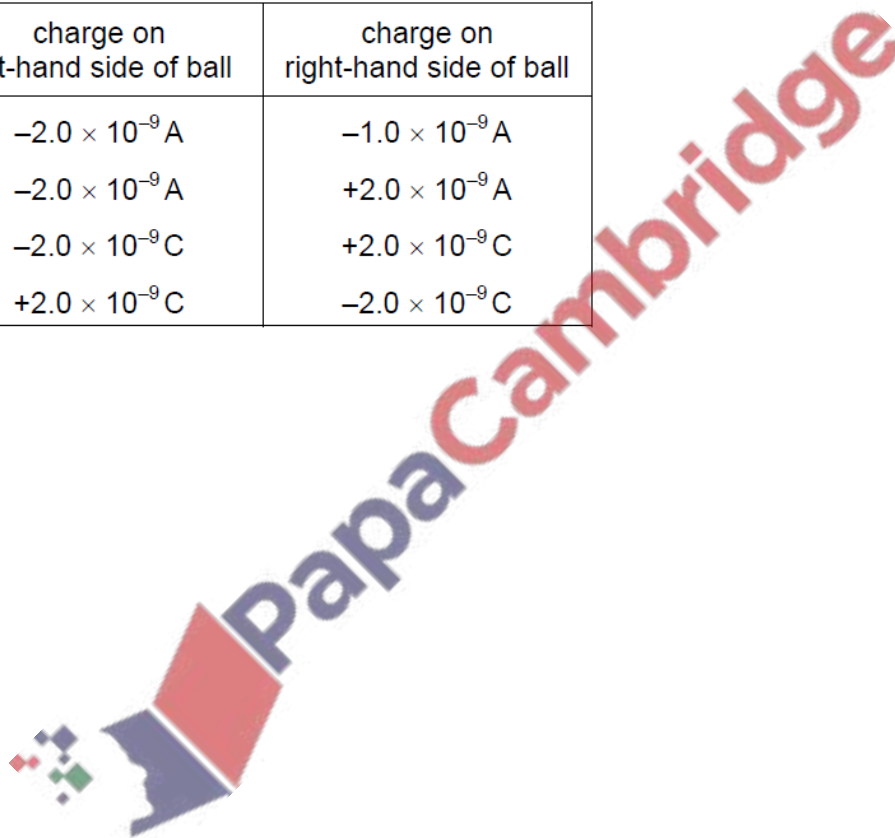 charge on charge on
t-hand side of ball right-hand side of ball
–2.0 × 10⁻⁹ A –1.0 × 10⁻⁹ A
–2.0 × 10⁻⁹ A +2.0 × 10⁻⁹ A
–2.0 × 10⁻⁹ C +2.0 × 10⁻⁹ C
+2.0 × 10⁻⁹ C –2.0 × 10⁻⁹ C
PapaCambridge